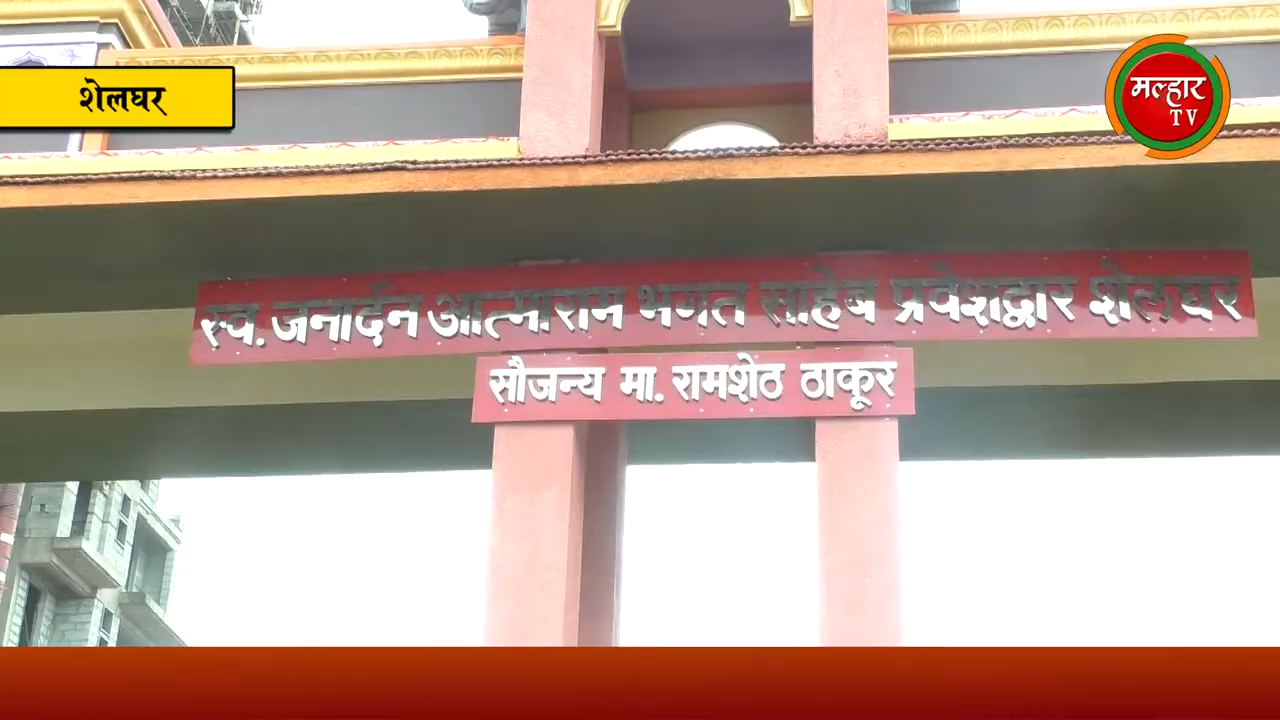 शेलघर
मल्हार
TV
स्व. जनार्दन आत्माराम भगत साहेब प्रवेशद्वार शेलघर
सौजन्य मा. रामशेठ ठाकूर